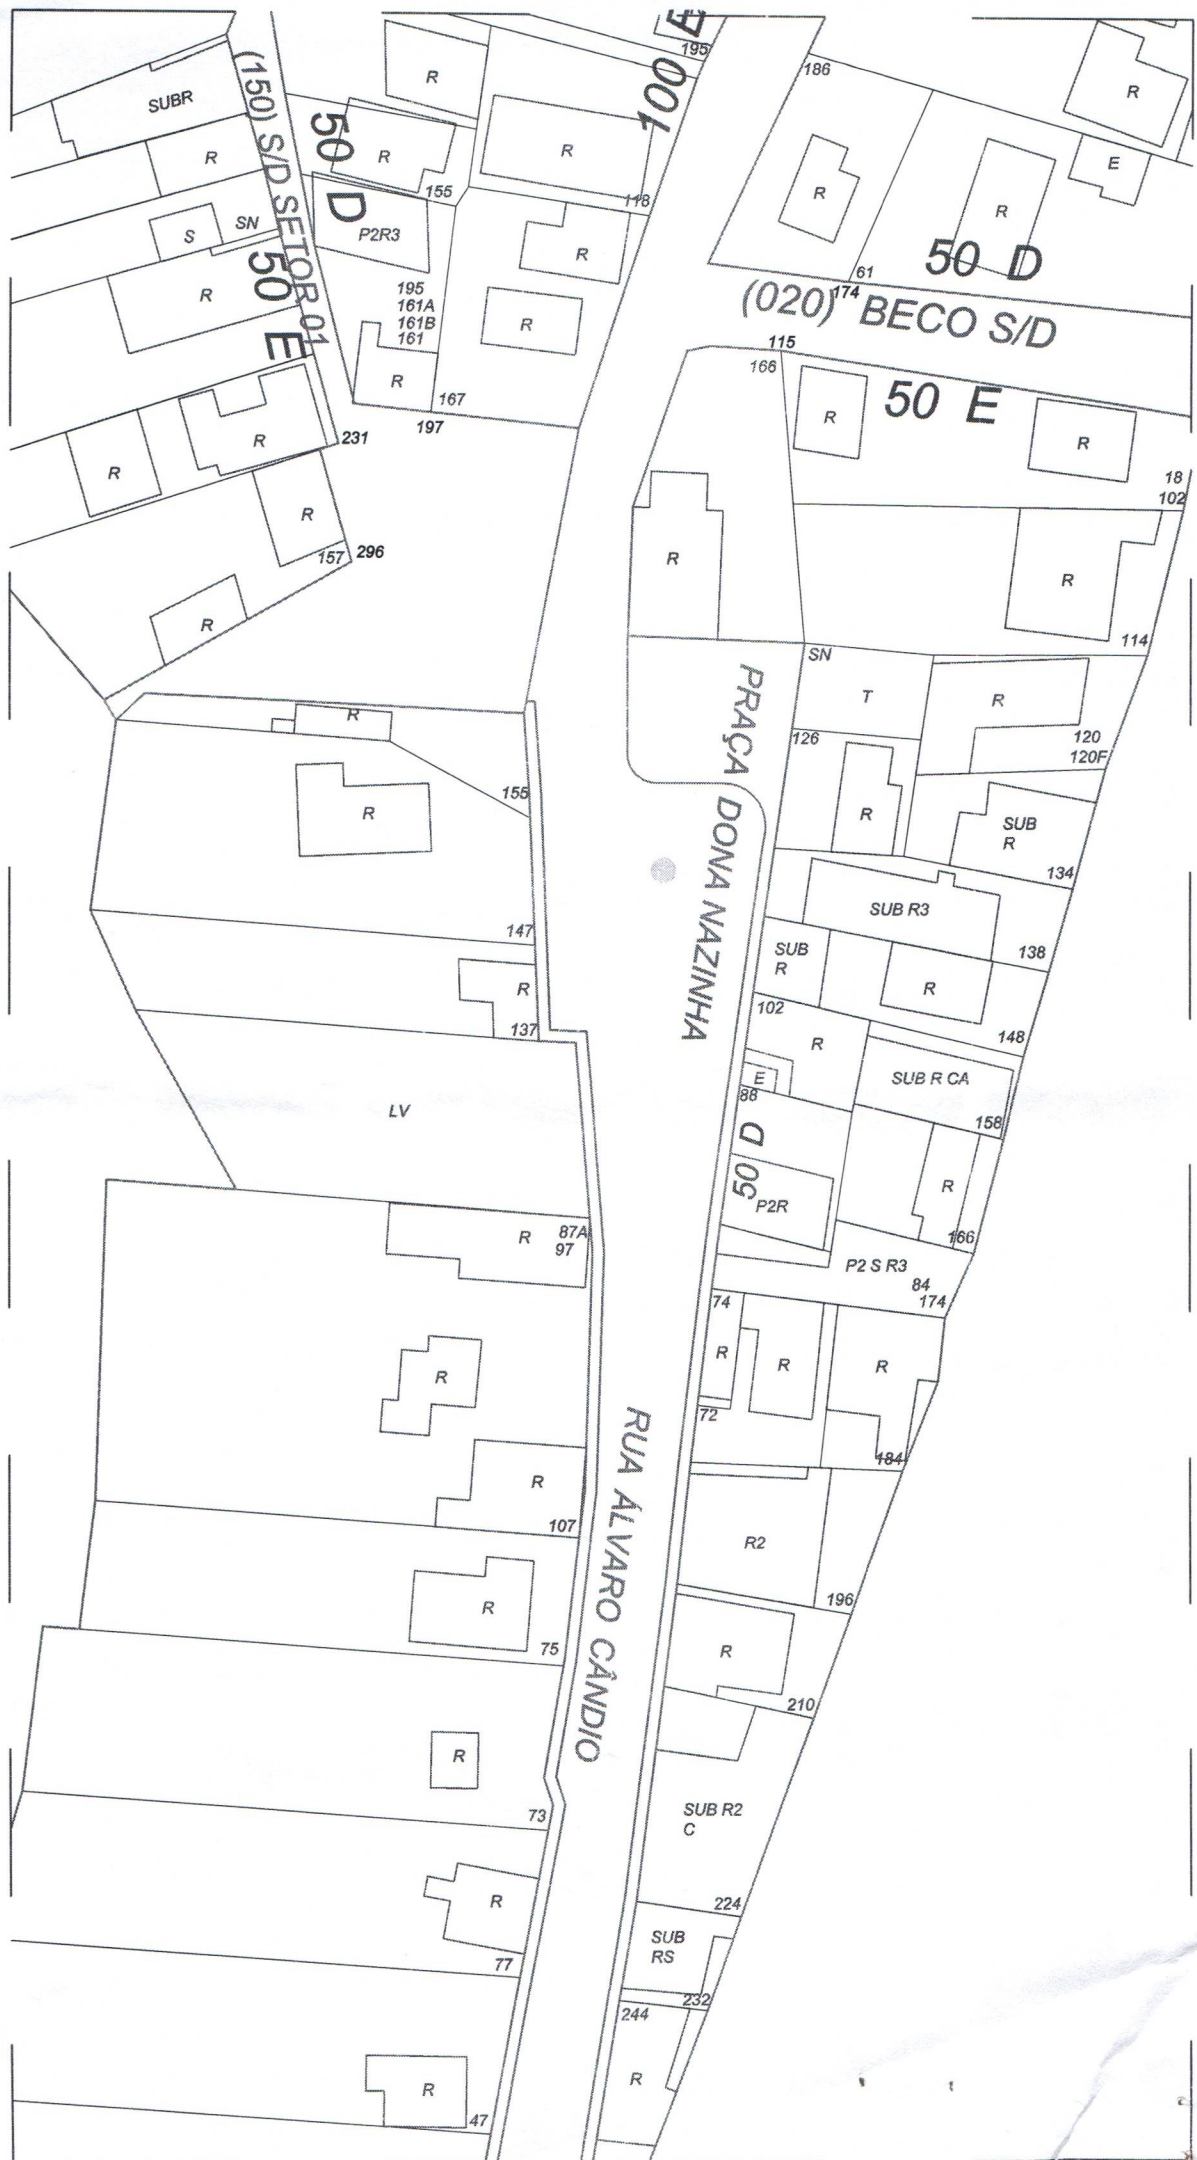 195
100 A
186
R
R
SUBR
(150) S/D SETOR 01
50 D
R
R
R
E
155
118
R
R
SN
S
P2R3
R
61
174
50 D
(020) BECO S/D
R
50 E
195
161A
161B
161
R
115
166
50 E
R
167
197
R
R
R
231
R
18
102
R
157
296
R
R
R
114
SN
T
R
120
120F
PRAÇA DONA NAZINHA
R
126
R
155
R
SUB
R
134
SUB R3
138
147
SUB
R
R
R
137
102
148
R
E
88
SUB R CA
158
LV
50 D
P2R
R
166
R
87A
97
P2 S R3
84
174
74
R
R
R
R
72
184
RUA ÁLVARO CÂNDIO
R
107
R2
R
75
196
R
210
R
73
SUB R2
C
R
224
77
SUB
RS
232
244
R
R
47